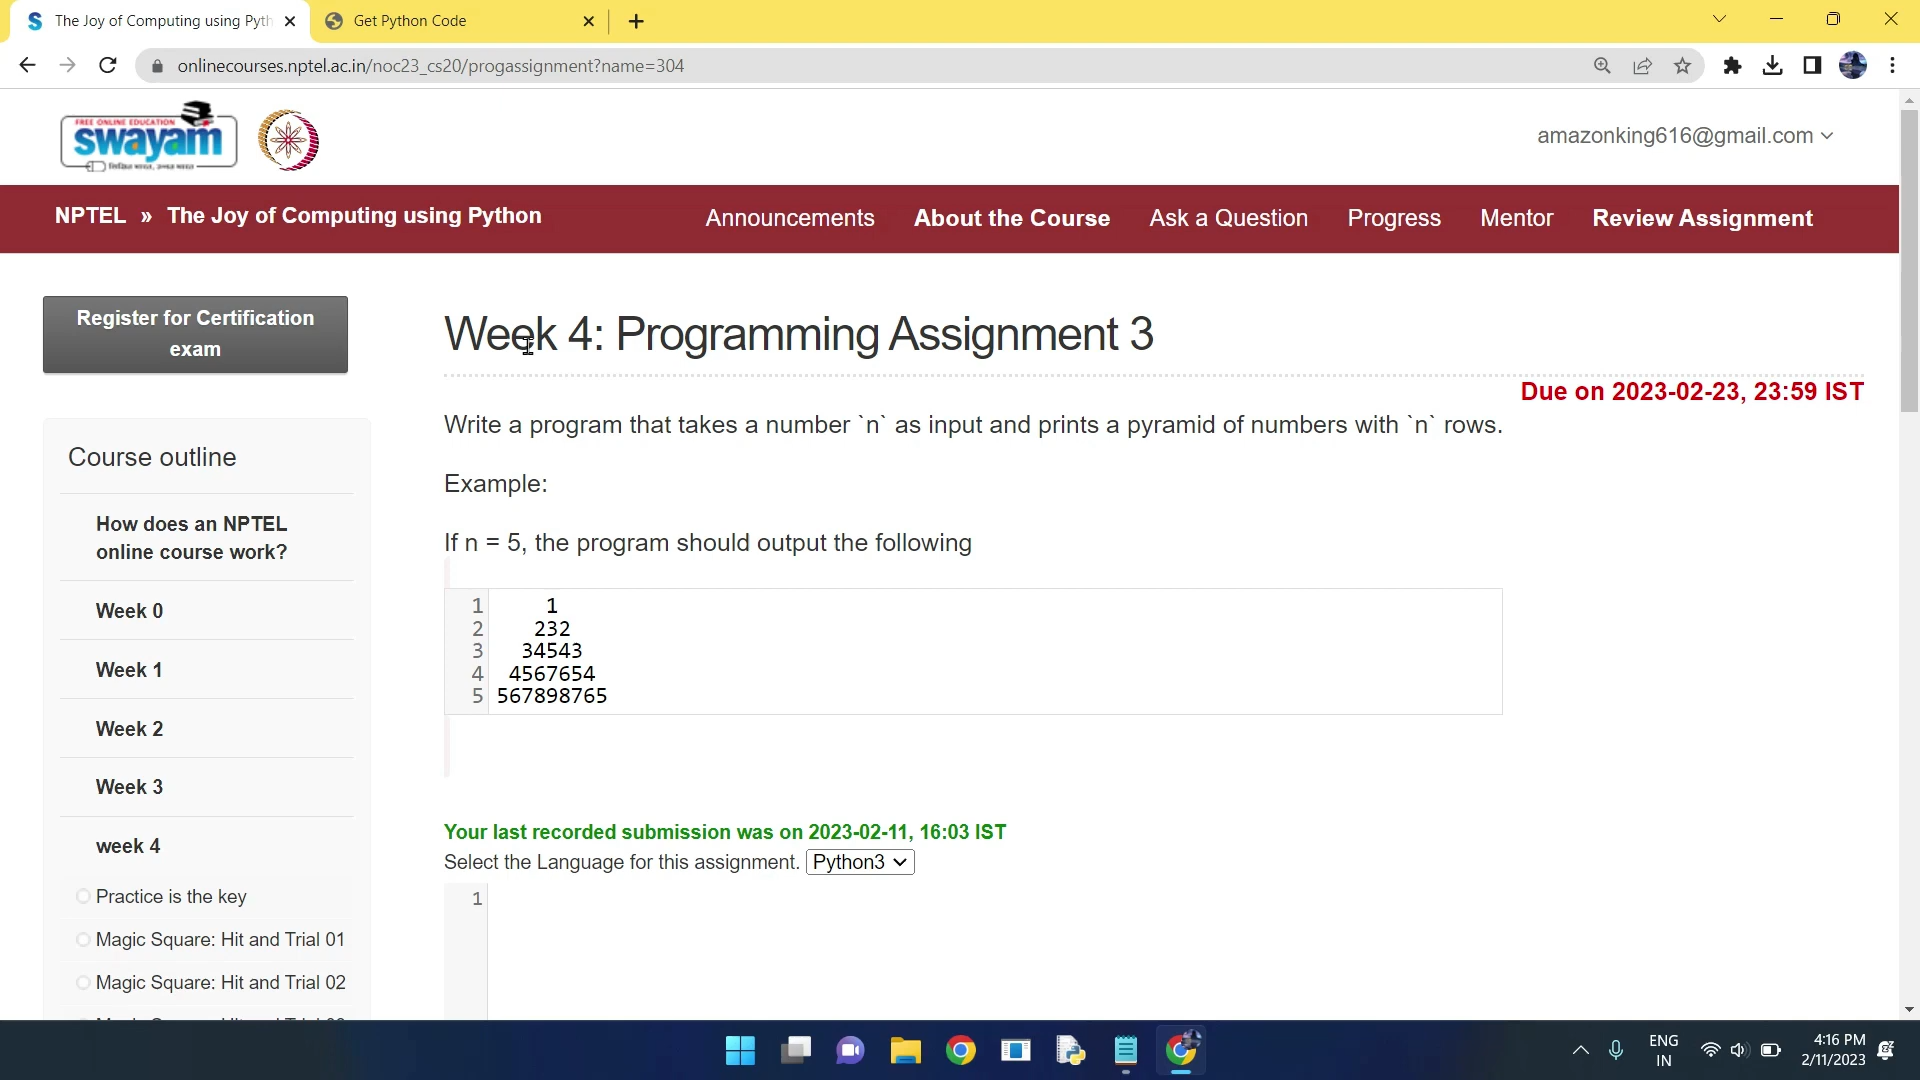 The Joy of Computing using Pyth
Get Python Code
onlinecourses.nptel.ac.in/noc23_cs20/progassignment?name=304
FREE ONLINE EDUCATION
swayam
amazonking616@gmail.com
NPTEL » The Joy of Computing using Python
Announcements About the Course Ask a Question Progress Mentor Review Assignment
Register for Certification
exam
Course outline
How does an NPTEL
online course work?
Week 0
Week 1
Week 2
Week 3
week 4
Practice is the key
Magic Square: Hit and Trial 01
Magic Square: Hit and Trial 02
Week 4: Programming Assignment 3
Due on 2023-02-23, 23:59 IST
Write a program that takes a number `n` as input and prints a pyramid of numbers with `n` rows.
Example:
If n = 5, the program should output the following
1 1
2 232
3 34543
4 4567654
5 567898765
Your last recorded submission was on 2023-02-11, 16:03 IST
Select the Language for this assignment. Python3
1
ENG
IN
4:16 PM
2/11/2023